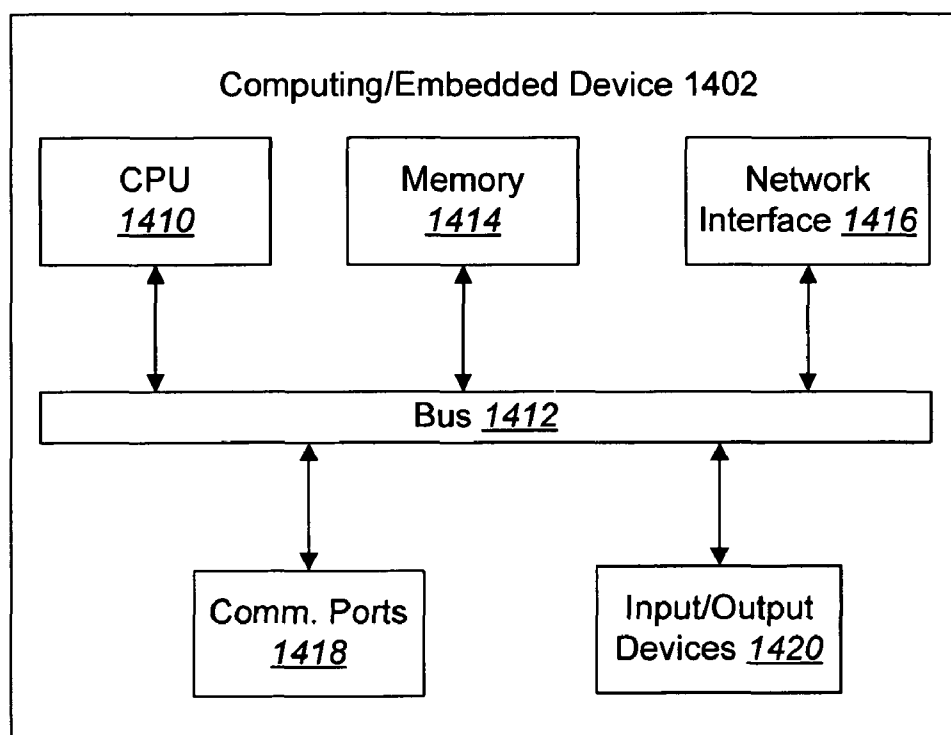 Computing/Embedded Device 1402
CPU
1410
Memory
1414
Network
Interface 1416
Bus 1412
Comm. Ports
1418
Input/Output
Devices 1420